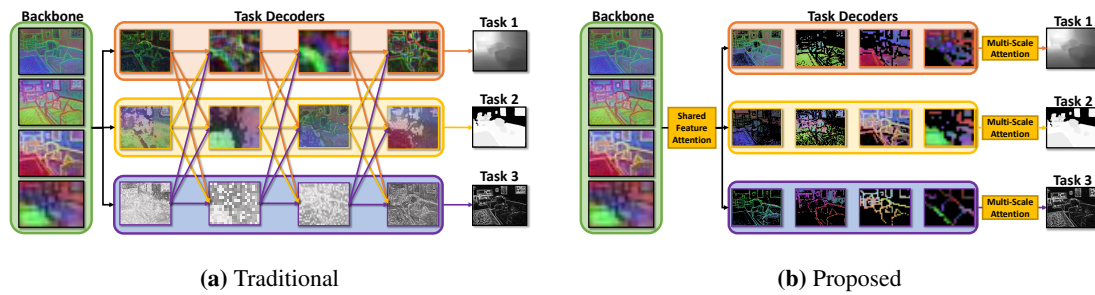 Backbone
Task Decoders
Task 1
Task 2
Task 3
(a) Traditional
Backbone
Task Decoders
Task 1
Multi-Scale
Attention
Shared
Feature
Attention
Task 2
Multi-Scale
Attention
Task 3
Multi-Scale
Attention
(b) Proposed